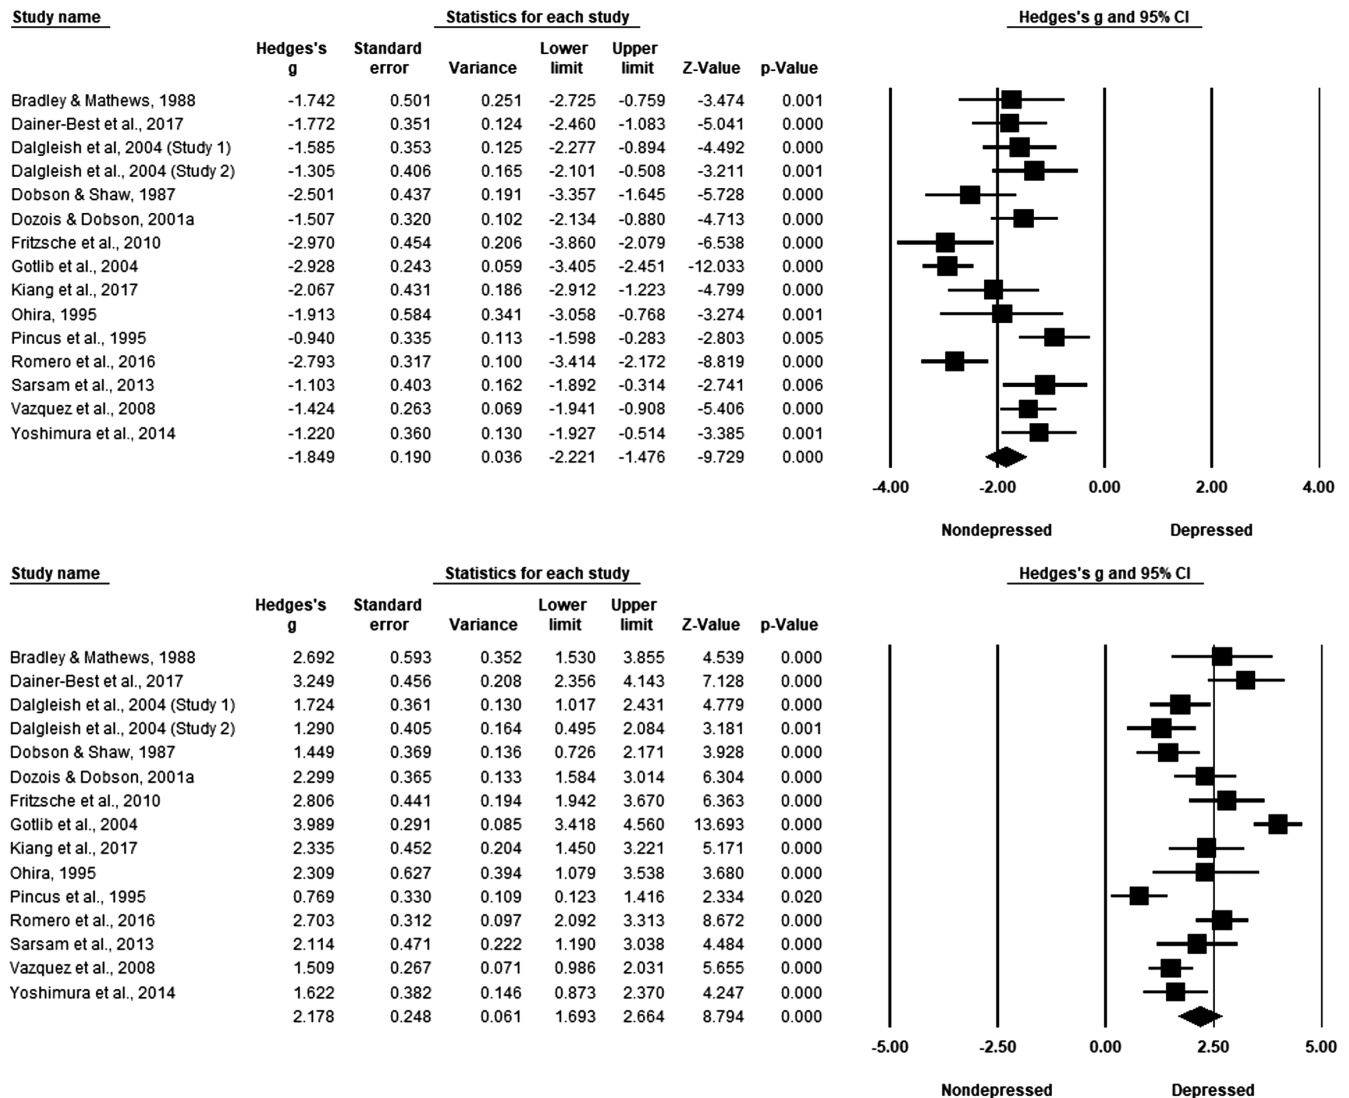 Study name Statistics for each study Hedges's g and 95% CI
Hedges's Standard Lower Upper
g error Variance limit limit Z-Value p-Value
Bradley & Mathews, 1988 -1.742 0.501 0.251 -2.725 -0.759 -3.474 0.001
Dainer-Best et al., 2017 -1.772 0.351 0.124 -2.460 -1.083 -5.041 0.000
Dalgleish et al, 2004 (Study 1) -1.585 0.353 0.125 -2.277 -0.894 -4.492 0.000
Dalgleish et al., 2004 (Study 2) -1.305 0.406 0.165 -2.101 -0.508 -3.211 0.001
Dobson & Shaw, 1987 -2.501 0.437 0.191 -3.357 -1.645 -5.728 0.000
Dozois & Dobson, 2001a -1.507 0.320 0.102 -2.134 -0.880 -4.713 0.000
Fritzsche et al., 2010 -2.970 0.454 0.206 -3.860 -2.079 -6.538 0.000
Gotlib et al., 2004 -2.928 0.243 0.059 -3.405 -2.451 -12.033 0.000
Kiang et al., 2017 -2.067 0.431 0.186 -2.912 -1.223 -4.799 0.000
Ohira, 1995 -1.913 0.584 0.341 -3.058 -0.768 -3.274 0.001
Pincus et al., 1995 -0.940 0.335 0.113 -1.598 -0.283 -2.803 0.005
Romero et al., 2016 -2.793 0.317 0.100 -3.414 -2.172 -8.819 0.000
Sarsam et al., 2013 -1.103 0.403 0.162 -1.892 -0.314 -2.741 0.006
Vazquez et al., 2008 -1.424 0.263 0.069 -1.941 -0.908 -5.406 0.000
Yoshimura et al., 2014 -1.220 0.360 0.130 -1.927 -0.514 -3.385 0.001
-1.849 0.190 0.036 -2.221 -1.476 -9.729 0.000
-4.00 -2.00 0.00 2.00 4.00
Nondepressed Depressed
Study name Statistics for each study Hedges's g and 95% CI
Hedges's Standard Lower Upper
g error Variance limit limit Z-Value p-Value
Bradley & Mathews, 1988 2.692 0.593 0.352 1.530 3.855 4.539 0.000
Dainer-Best et al., 2017 3.249 0.456 0.208 2.356 4.143 7.128 0.000
Dalgleish et al., 2004 (Study 1) 1.724 0.361 0.130 1.017 2.431 4.779 0.000
Dalgleish et al., 2004 (Study 2) 1.290 0.405 0.164 0.495 2.084 3.181 0.001
Dobson & Shaw, 1987 1.449 0.369 0.136 0.726 2.171 3.928 0.000
Dozois & Dobson, 2001a 2.299 0.365 0.133 1.584 3.014 6.304 0.000
Fritzsche et al., 2010 2.806 0.441 0.194 1.942 3.670 6.363 0.000
Gotlib et al., 2004 3.989 0.291 0.085 3.418 4.560 13.693 0.000
Kiang et al., 2017 2.335 0.452 0.204 1.450 3.221 5.171 0.000
Ohira, 1995 2.309 0.627 0.394 1.079 3.538 3.680 0.000
Pincus et al., 1995 0.769 0.330 0.109 0.123 1.416 2.334 0.020
Romero et al., 2016 2.703 0.312 0.097 2.092 3.313 8.672 0.000
Sarsam et al., 2013 2.114 0.471 0.222 1.190 3.038 4.484 0.000
Vazquez et al., 2008 1.509 0.267 0.071 0.986 2.031 5.655 0.000
Yoshimura et al., 2014 1.622 0.382 0.146 0.873 2.370 4.247 0.000
2.178 0.248 0.061 1.693 2.664 8.794 0.000
-5.00 -2.50 0.00 2.50 5.00
Nondepressed Depressed